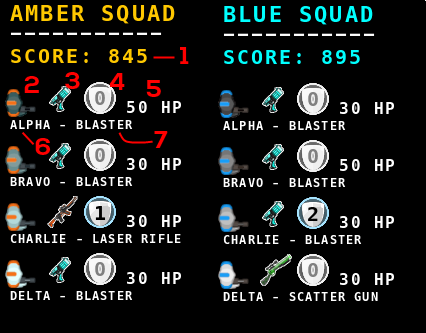 AMBER SQUAD
SCORE: 845 1
2 3 4 0 5
50 HP
ALPHA - BLASTER
6 7
0 30 HP
BRAVO - BLASTER
1 30 HP
CHARLIE - LASER RIFLE
0 30 HP
DELTA - BLASTER
BLUE SQUAD
SCORE: 895
0 30 HP
ALPHA - BLASTER
0 50 HP
BRAVO - BLASTER
2 30 HP
CHARLIE - BLASTER
0 30 HP
DELTA - SCATTER GUN